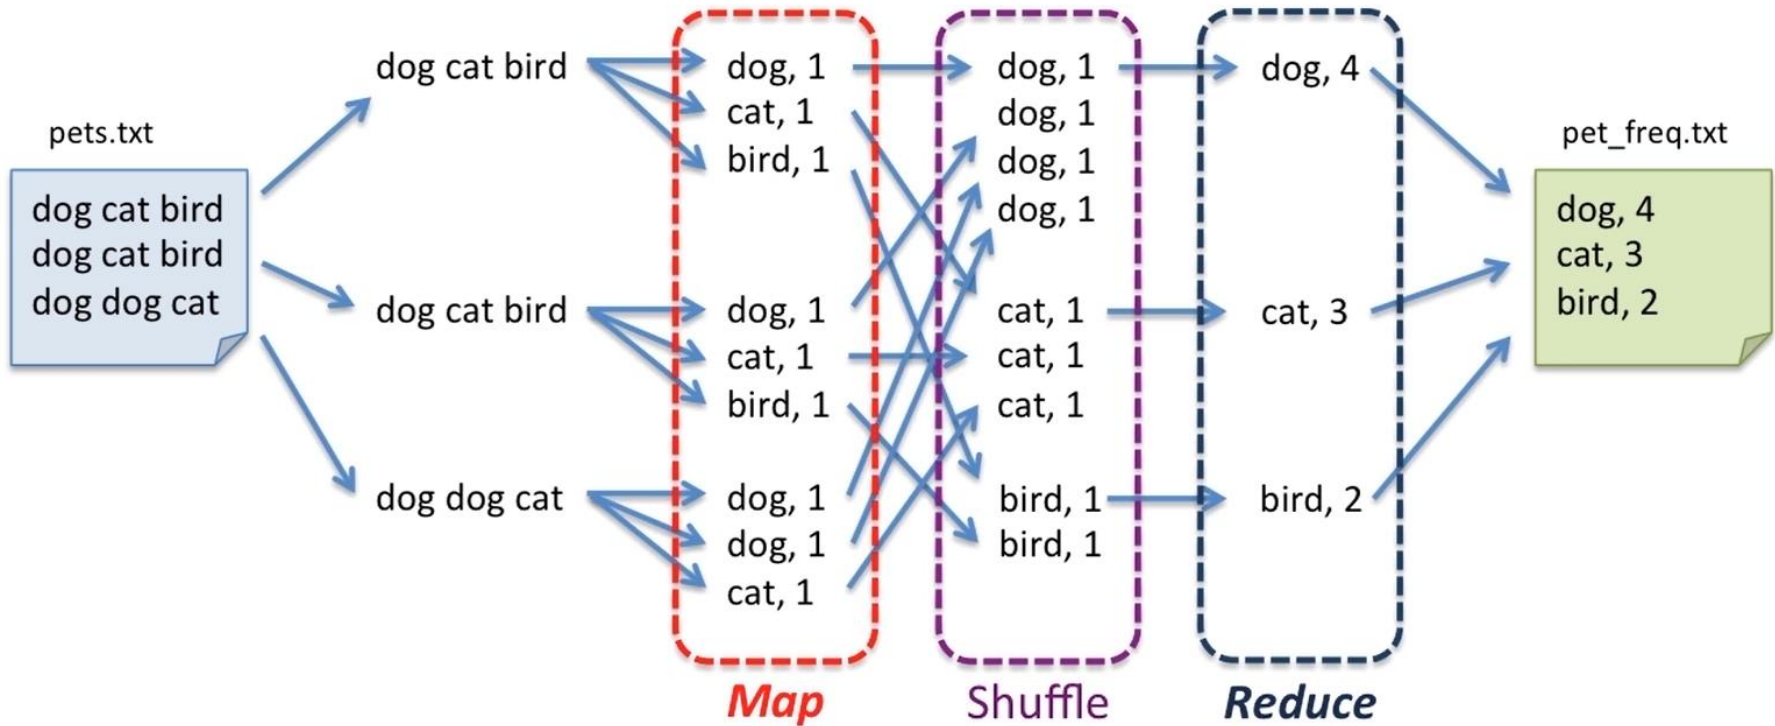 pets.txt
dog cat bird
dog cat bird
dog dog cat
dog cat bird
dog cat bird
dog dog cat
dog, 1
cat, 1
bird, 1
dog, 1
cat, 1
bird, 1
dog, 1
dog, 1
cat, 1
Map
dog, 1
dog, 1
dog, 1
dog, 1
cat, 1
cat, 1
cat, 1
bird, 1
bird, 1
Shuffle
dog, 4
cat, 3
bird, 2
Reduce
pet_freq.txt
dog, 4
cat, 3
bird, 2